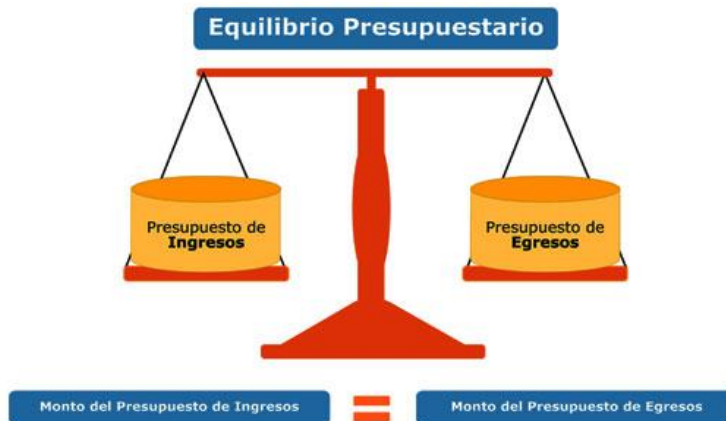 Equilibrio Presupuestario
Presupuesto de
Ingresos
Presupuesto de
Egresos
Monto del Presupuesto de Ingresos
=
Monto del Presupuesto de Egresos